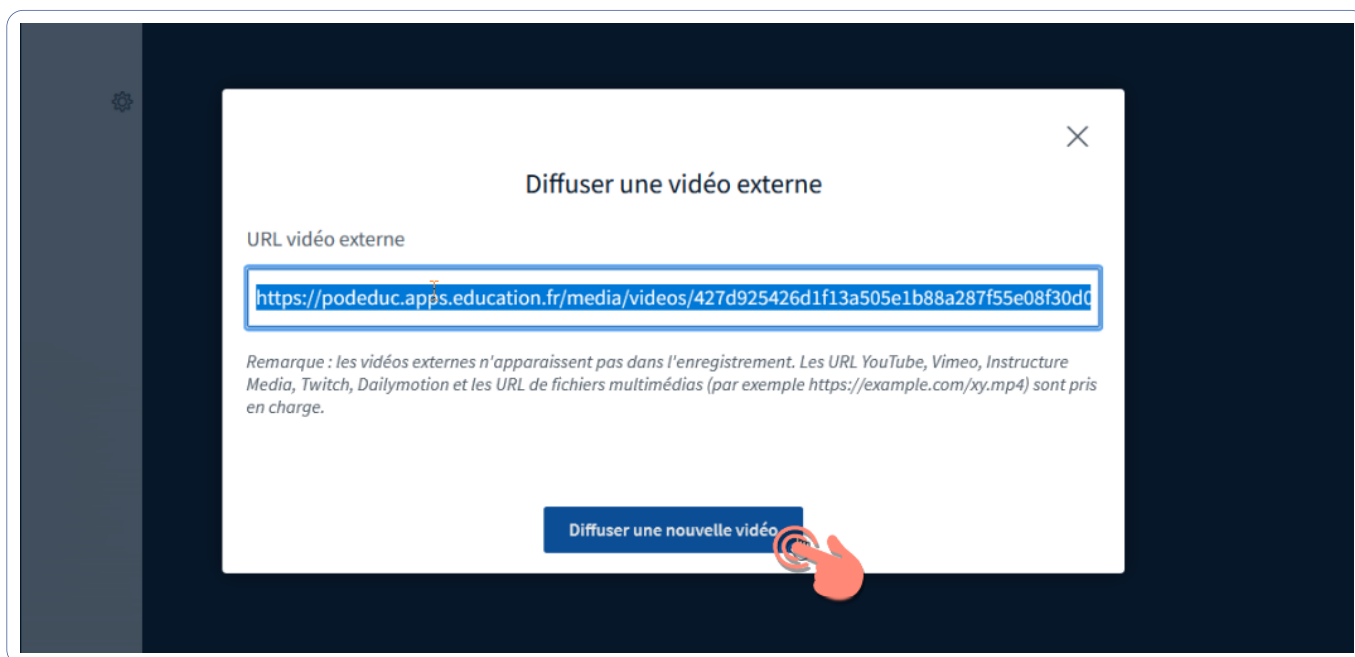 Diffuser une vidéo externe
URL vidéo externe
https://podeduc.apps.education.fr/media/videos/427d925426d1f13a505e1b88a287f55e08f30d0
Remarque : les vidéos externes n'apparaissent pas dans l'enregistrement. Les URL YouTube, Vimeo, Instructure
Media, Twitch, Dailymotion et les URL de fichiers multimédias (par exemple https://example.com/xy.mp4) sont pris
en charge.
Diffuser une nouvelle vidéo